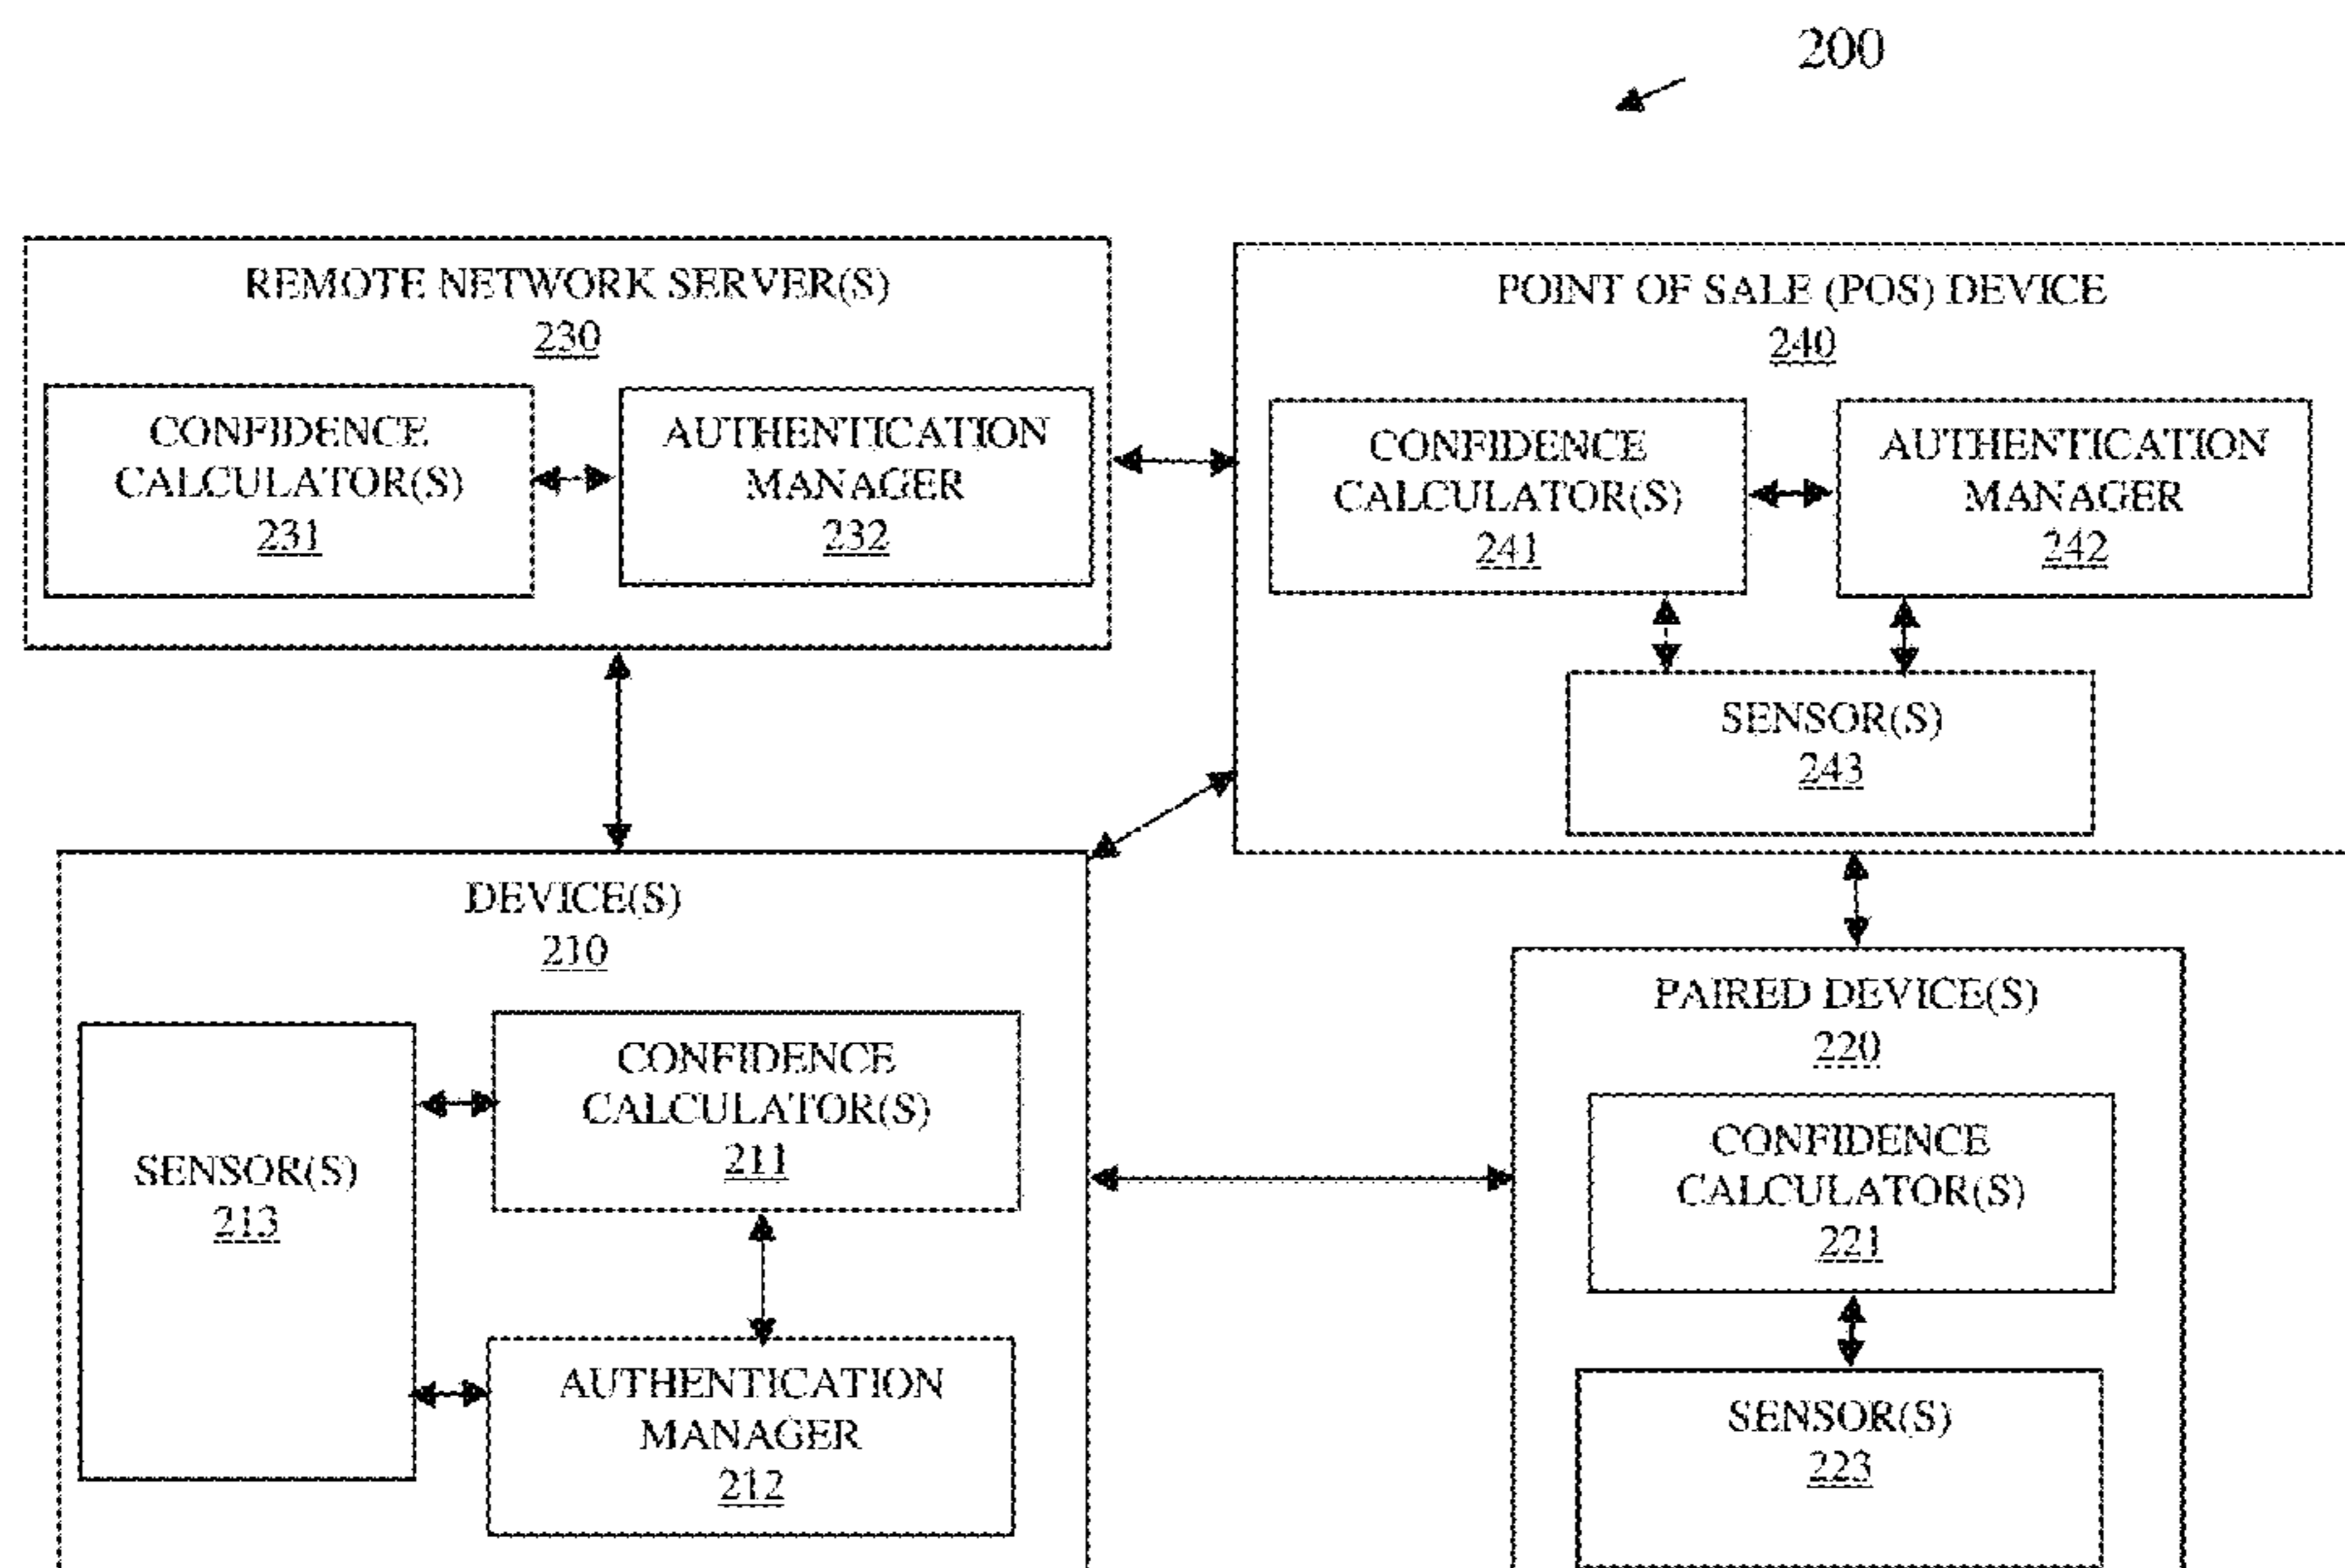 200
REMOTE NETWORK SERVER(S)
230
CONFIDENCE
CALCULATOR(S)
231
AUTHENTICATION
MANAGER
232
POINT OF SALE (POS) DEVICE
240
CONFIDENCE
CALCULATOR(S)
241
AUTHENTICATION
MANAGER
242
SENSOR(S)
243
DEVICE(S)
210
SENSOR(S)
213
CONFIDENCE
CALCULATOR(S)
211
AUTHENTICATION
MANAGER
212
PAIRED DEVICE(S)
220
CONFIDENCE
CALCULATOR(S)
221
SENSOR(S)
223